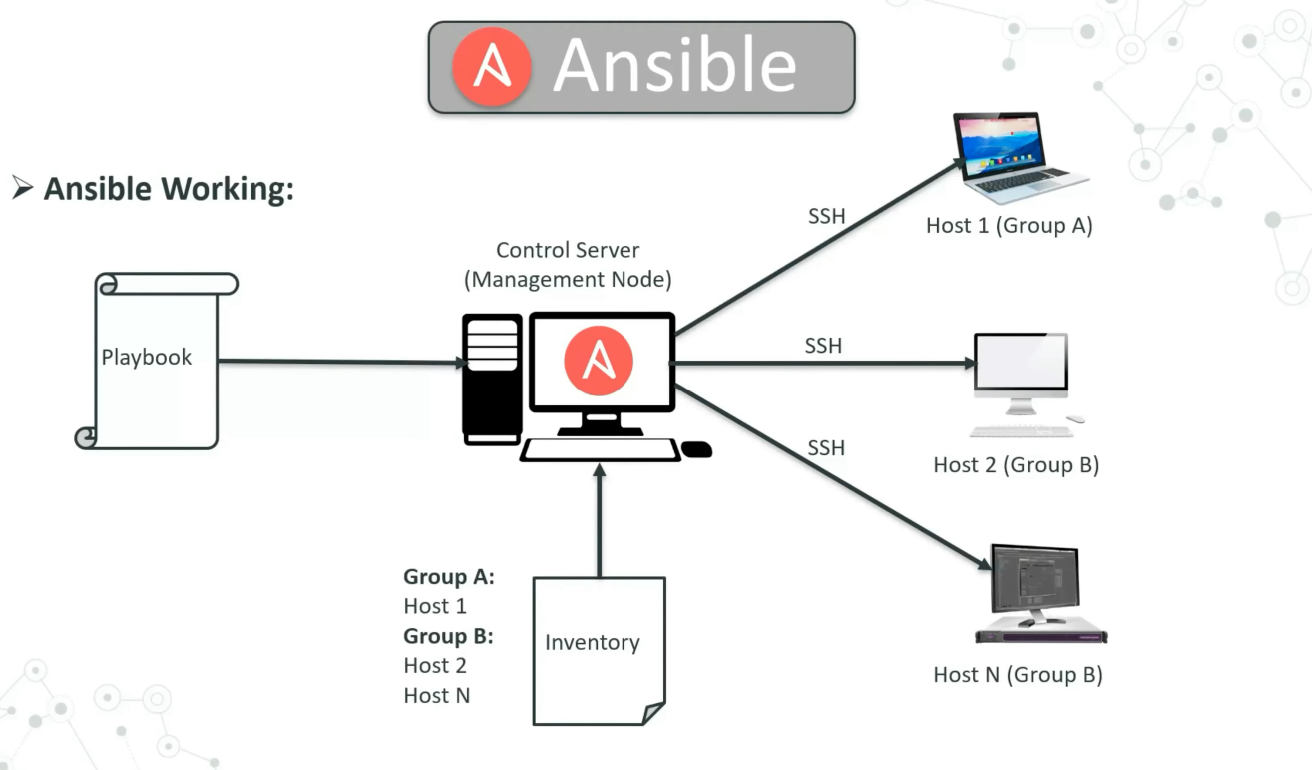 Ansible
➢ Ansible Working:
Playbook
Control Server
(Management Node)
SSH
SSH
SSH
Host 1 (Group A)
Host 2 (Group B)
Host N (Group B)
Group A:
Host 1
Group B:
Host 2
Host N
Inventory